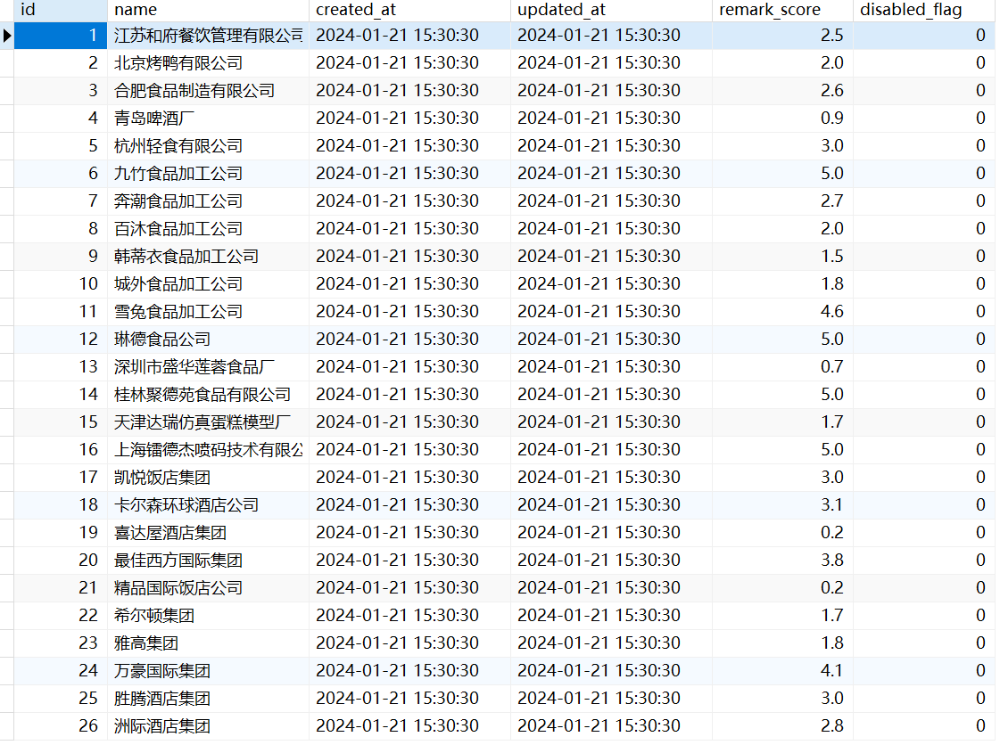 id name created_at updated_at remark_score disabled_flag
1 江苏和府餐饮管理有限公司 2024-01-21 15:30:30 2024-01-21 15:30:30 2.5 0
2 北京烤鸭有限公司 2024-01-21 15:30:30 2024-01-21 15:30:30 2.0 0
3 合肥食品制造有限公司 2024-01-21 15:30:30 2024-01-21 15:30:30 2.6 0
4 青岛啤酒厂 2024-01-21 15:30:30 2024-01-21 15:30:30 0.9 0
5 杭州轻食有限公司 2024-01-21 15:30:30 2024-01-21 15:30:30 3.0 0
6 九竹食品加工公司 2024-01-21 15:30:30 2024-01-21 15:30:30 5.0 0
7 奔潮食品加工公司 2024-01-21 15:30:30 2024-01-21 15:30:30 2.7 0
8 百沐食品加工公司 2024-01-21 15:30:30 2024-01-21 15:30:30 2.0 0
9 韩蒂衣食品加工公司 2024-01-21 15:30:30 2024-01-21 15:30:30 1.5 0
10 城外食品加工公司 2024-01-21 15:30:30 2024-01-21 15:30:30 1.8 0
11 雪兔食品加工公司 2024-01-21 15:30:30 2024-01-21 15:30:30 4.6 0
12 琳德食品公司 2024-01-21 15:30:30 2024-01-21 15:30:30 5.0 0
13 深圳市盛华莲蓉食品厂 2024-01-21 15:30:30 2024-01-21 15:30:30 0.7 0
14 桂林聚德苑食品有限公司 2024-01-21 15:30:30 2024-01-21 15:30:30 5.0 0
15 天津达瑞仿真蛋糕模型厂 2024-01-21 15:30:30 2024-01-21 15:30:30 1.7 0
16 上海镭德杰喷码技术有限公 2024-01-21 15:30:30 2024-01-21 15:30:30 5.0 0
17 凯悦饭店集团 2024-01-21 15:30:30 2024-01-21 15:30:30 3.0 0
18 卡尔森环球酒店公司 2024-01-21 15:30:30 2024-01-21 15:30:30 3.1 0
19 喜达屋酒店集团 2024-01-21 15:30:30 2024-01-21 15:30:30 0.2 0
20 最佳西方国际集团 2024-01-21 15:30:30 2024-01-21 15:30:30 3.8 0
21 精品国际饭店公司 2024-01-21 15:30:30 2024-01-21 15:30:30 0.2 0
22 希尔顿集团 2024-01-21 15:30:30 2024-01-21 15:30:30 1.7 0
23 雅高集团 2024-01-21 15:30:30 2024-01-21 15:30:30 1.8 0
24 万豪国际集团 2024-01-21 15:30:30 2024-01-21 15:30:30 4.1 0
25 胜腾酒店集团 2024-01-21 15:30:30 2024-01-21 15:30:30 3.0 0
26 洲际酒店集团 2024-01-21 15:30:30 2024-01-21 15:30:30 2.8 0